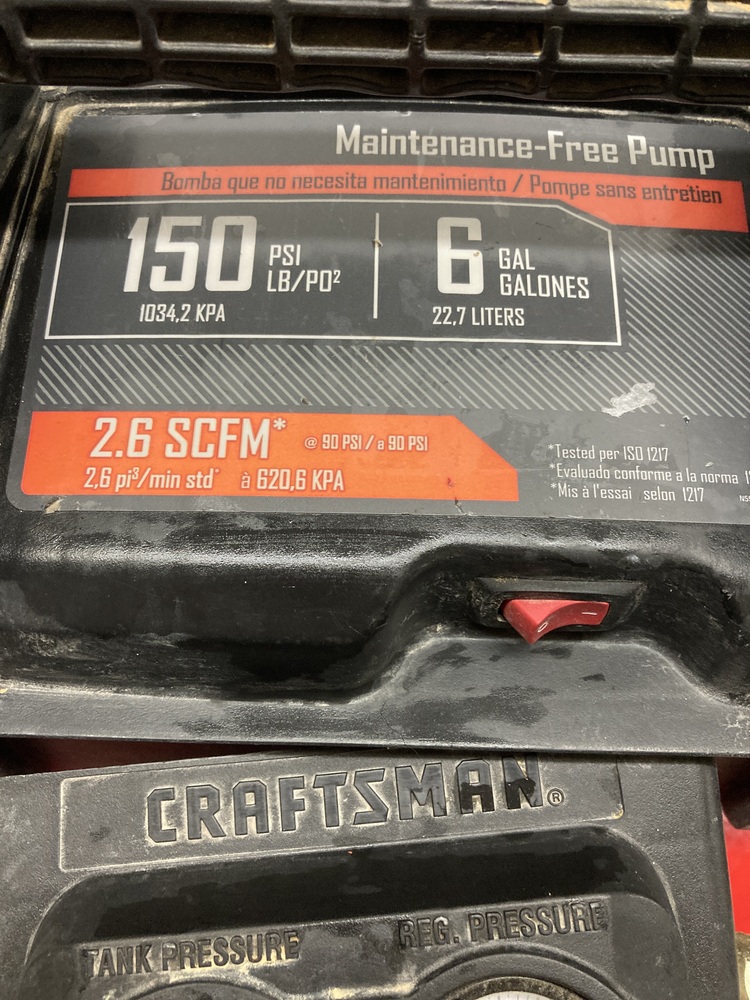 Maintenance-Free Pump
Bomba que no necesita mantenimiento / Pompe sans entretien
150 PSI LB/PO²
1034,2 KPA
6 GAL GALONES
22,7 LITERS
2.6 SCFM* @ 90 PSI / a 90 PSI
2,6 pi³/min std* à 620,6 KPA
*Tested per ISO 1217
*Evaluado conforme a la norma
*Mis à l'essai selon 1217
O I
CRAFTSMAN®
TANK PRESSURE
REG. PRESSURE